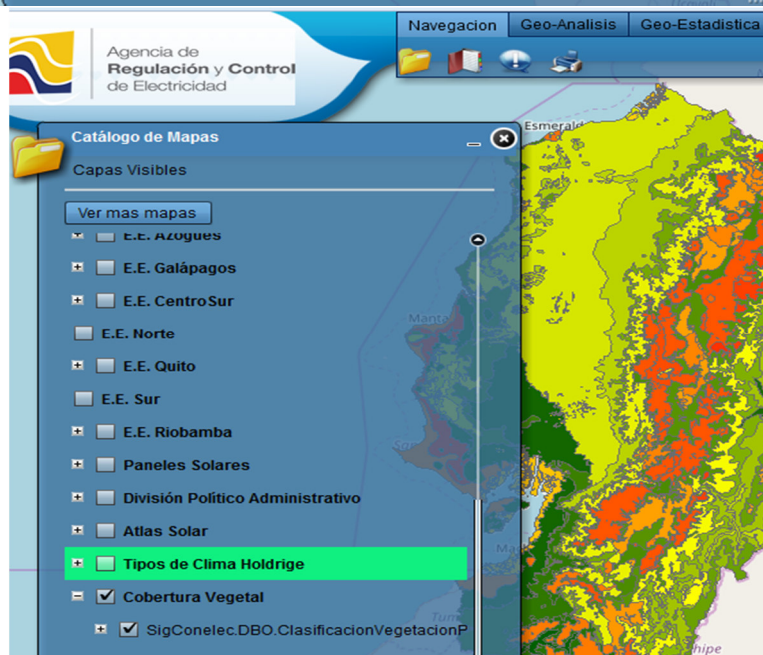 Navegacion
Geo-Analisis
Geo-Estadistica
Agencia de
Regulación y Control
de Electricidad
Catálogo de Mapas
Capas Visibles
Ver mas mapas
E.E. Azogues
E.E. Galápagos
E.E. CentroSur
E.E. Norte
E.E. Quito
E.E. Sur
E.E. Riobamba
Paneles Solares
División Político Administrativo
Atlas Solar
Tipos de Clima Holdrige
Cobertura Vegetal
SigConelec.DBO.ClasificacionVegetacionP
Esmerald
Manta